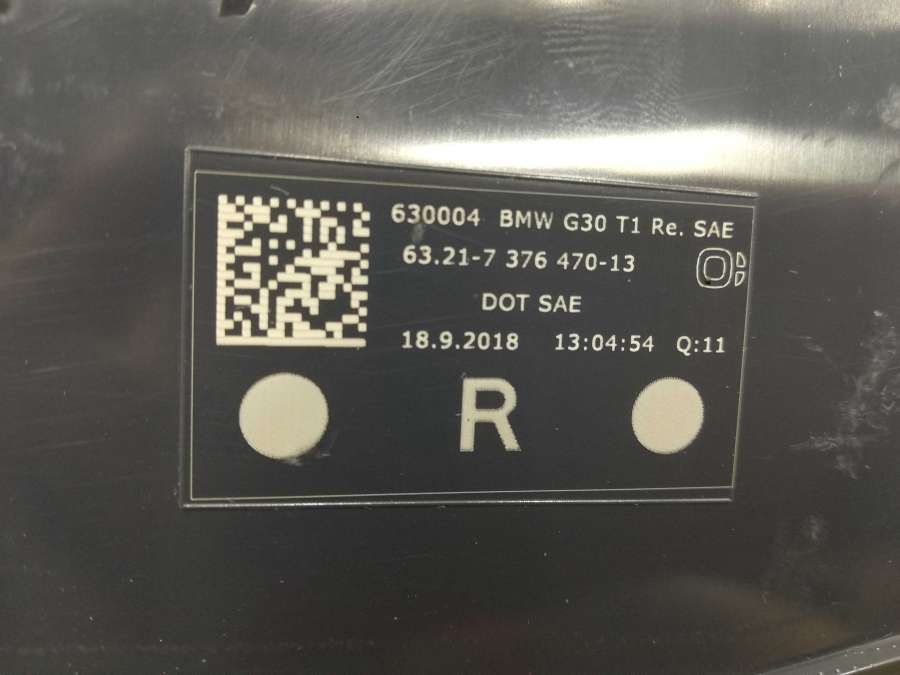 630004 BMW G30 T1 Re. SAE
63.21-7 376 470-13
DOT SAE
18.9.2018 13:04:54 Q:11
R